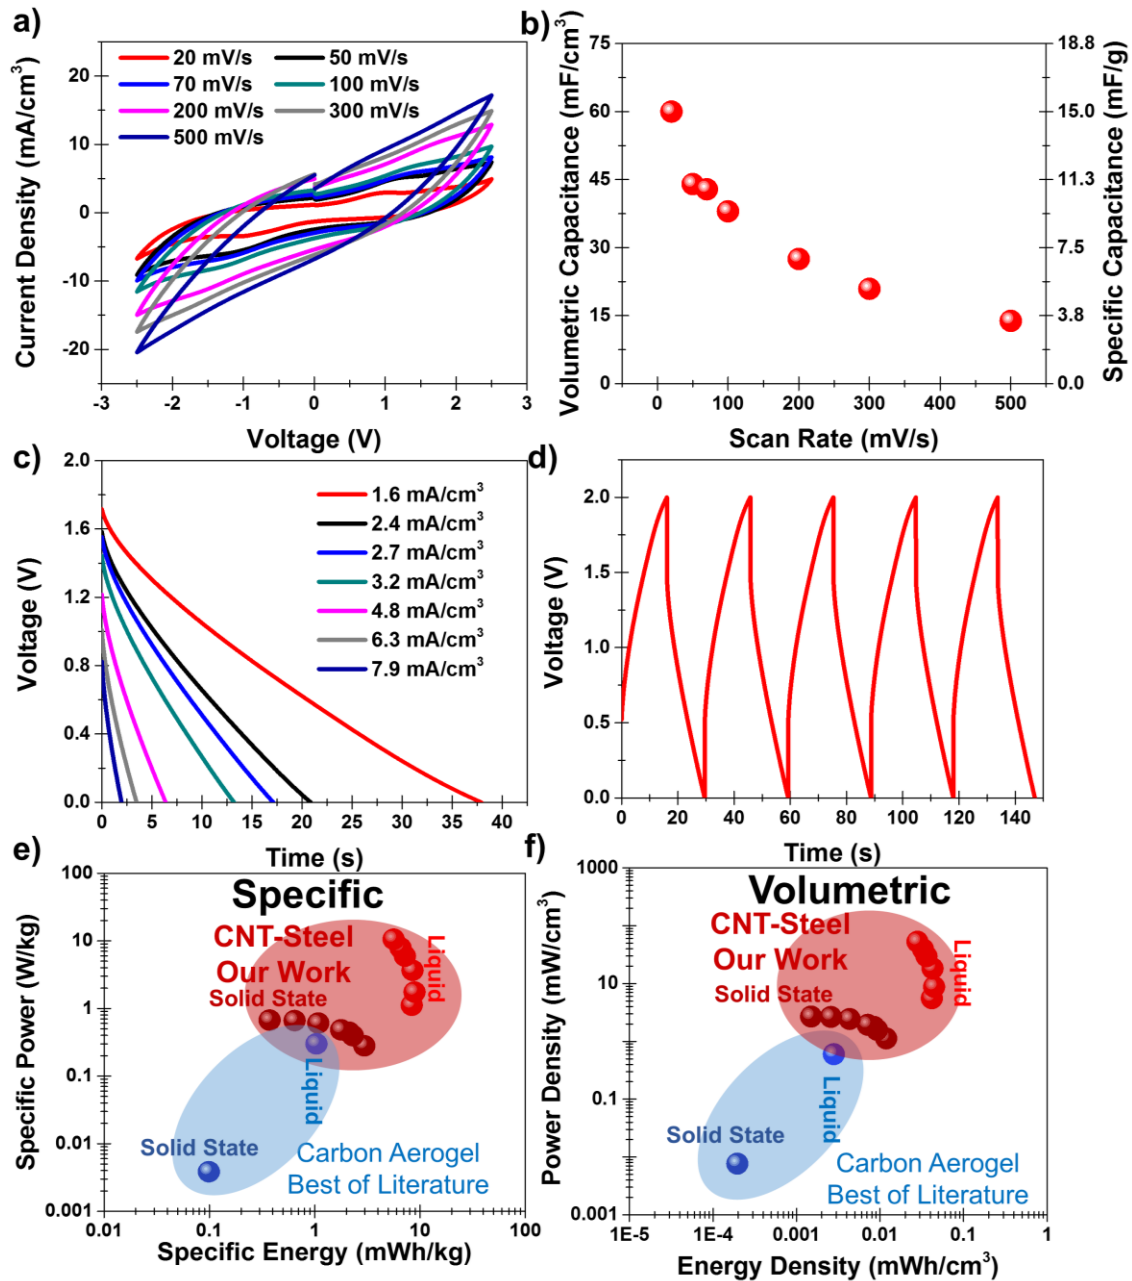 a)
20 mV/s
50 mV/s
70 mV/s
100 mV/s
200 mV/s
300 mV/s
500 mV/s
Current Density (mA/cm³)
20
10
0
-10
-20
-3
-2
-1
0
1
2
3
Voltage (V)
b)
Volumetric Capacitance (mF/cm³)
75
60
45
30
15
0
18.8
15.0
11.3
7.5
3.8
0.0
Specific Capacitance (mF/g)
0
100
200
300
400
500
Scan Rate (mV/s)
c)
Voltage (V)
2.0
1.6
1.2
0.8
0.4
0.0
1.6 mA/cm³
2.4 mA/cm³
2.7 mA/cm³
3.2 mA/cm³
4.8 mA/cm³
6.3 mA/cm³
7.9 mA/cm³
0
5
10
15
20
25
30
35
40
Time (s)
d)
Voltage (V)
2.0
1.5
1.0
0.5
0.0
0
20
40
60
80
100
120
140
Time (s)
e)
Specific Power (W/kg)
100
10
1
0.1
0.01
0.001
Specific
CNT-Steel
Our Work
Solid State
Liquid
Liquid
Solid State
Carbon Aerogel
Best of Literature
0.01
0.1
1
10
100
Specific Energy (mWh/kg)
f)
Power Density (mW/cm³)
1000
10
0.1
0.001
Volumetric
CNT-Steel
Our Work
Solid State
Liquid
Liquid
Solid State
Carbon Aerogel
Best of Literature
1E-5
1E-4
0.001
0.01
0.1
1
Energy Density (mWh/cm³)